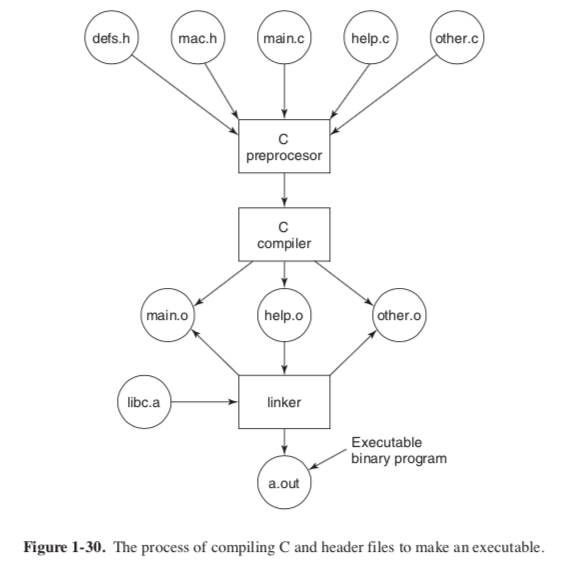 defs.h
mac.h
main.c
help.c
other.c
C
preprocesor
C
compiler
main.o
help.o
other.o
libc.a
linker
Executable
binary program
a.out
Figure 1-30. The process of compiling C and header files to make an executable.